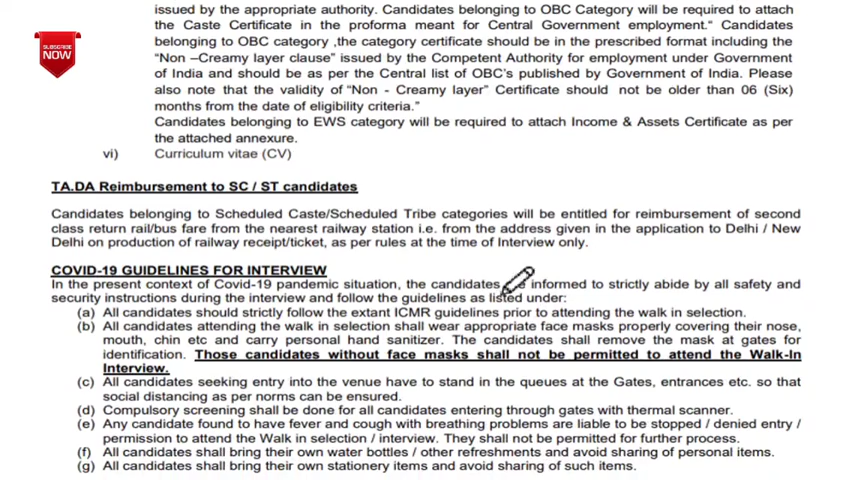 issued by the appropriate authority. Candidates belonging to OBC Category will be required to attach
the Caste Certificate in the proforma meant for Central Government employment." Candidates
belonging to OBC category ,the category certificate should be in the prescribed format including the
"Non –Creamy layer clause" issued by the Competent Authority for employment under Government
of India and should be as per the Central list of OBC's published by Government of India. Please
also note that the validity of "Non - Creamy layer" Certificate should not be older than 06 (Six)
months from the date of eligibility criteria."
Candidates belonging to EWS category will be required to attach Income & Assets Certificate as per
the attached annexure.
vi) Curriculum vitae (CV)
SUBSCRIBE
NOW
TA.DA Reimbursement to SC / ST candidates
Candidates belonging to Scheduled Caste/Scheduled Tribe categories will be entitled for reimbursement of second
class return rail/bus fare from the nearest railway station i.e. from the address given in the application to Delhi / New
Delhi on production of railway receipt/ticket, as per rules at the time of Interview only.
COVID-19 GUIDELINES FOR INTERVIEW
In the present context of Covid-19 pandemic situation, the candidates informed to strictly abide by all safety and
security instructions during the interview and follow the guidelines as listed under:
(a) All candidates should strictly follow the extant ICMR guidelines prior to attending the walk in selection.
(b) All candidates attending the walk in selection shall wear appropriate face masks properly covering their nose,
mouth, chin etc and carry personal hand sanitizer. The candidates shall remove the mask at gates for
identification. Those candidates without face masks shall not be permitted to attend the Walk-In
Interview.
(c) All candidates seeking entry into the venue have to stand in the queues at the Gates, entrances etc. so that
social distancing as per norms can be ensured.
(d) Compulsory screening shall be done for all candidates entering through gates with thermal scanner.
(e) Any candidate found to have fever and cough with breathing problems are liable to be stopped / denied entry /
permission to attend the Walk in selection / interview. They shall not be permitted for further process.
(f) All candidates shall bring their own water bottles / other refreshments and avoid sharing of personal items.
(g) All candidates shall bring their own stationery items and avoid sharing of such items.